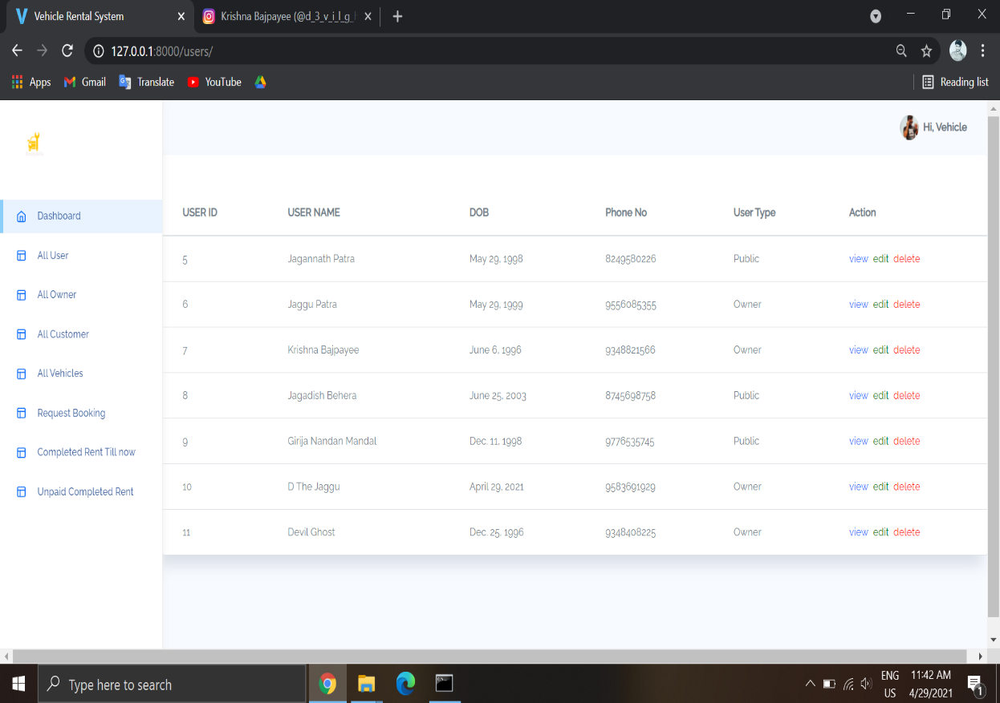 Vehicle Rental System
Krishna Bajpayee (@d_3_v_i_l_g_
127.0.0.1:8000/users/
Apps Gmail Translate YouTube Reading list
Hi, Vehicle
Dashboard
All User
All Owner
All Customer
All Vehicles
Request Booking
Completed Rent Till now
Unpaid Completed Rent
USER ID USER NAME DOB Phone No User Type Action
5 Jagannath Patra May 29, 1998 8249580226 Public view edit delete
6 Jaggu Patra May 29, 1999 9556085355 Owner view edit delete
7 Krishna Bajpayee June 6, 1996 9348821566 Owner view edit delete
8 Jagadish Behera June 25, 2003 8745698758 Public view edit delete
9 Girija Nandan Mandal Dec. 11, 1998 9776535745 Public view edit delete
10 D The Jaggu April 29, 2021 9583691929 Owner view edit delete
11 Devil Ghost Dec. 25, 1996 9348408225 Owner view edit delete
Type here to search
ENG 11:42 AM
US 4/29/2021
1